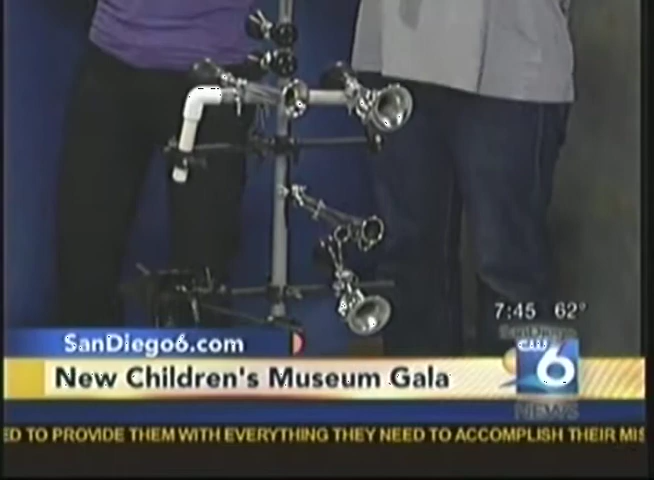 7:45 62°
SanDiego6.com
SanDiego
6
New Children's Museum Gala
NEWS
ED TO PROVIDE THEM WITH EVERYTHING THEY NEED TO ACCOMPLISH THEIR MIS